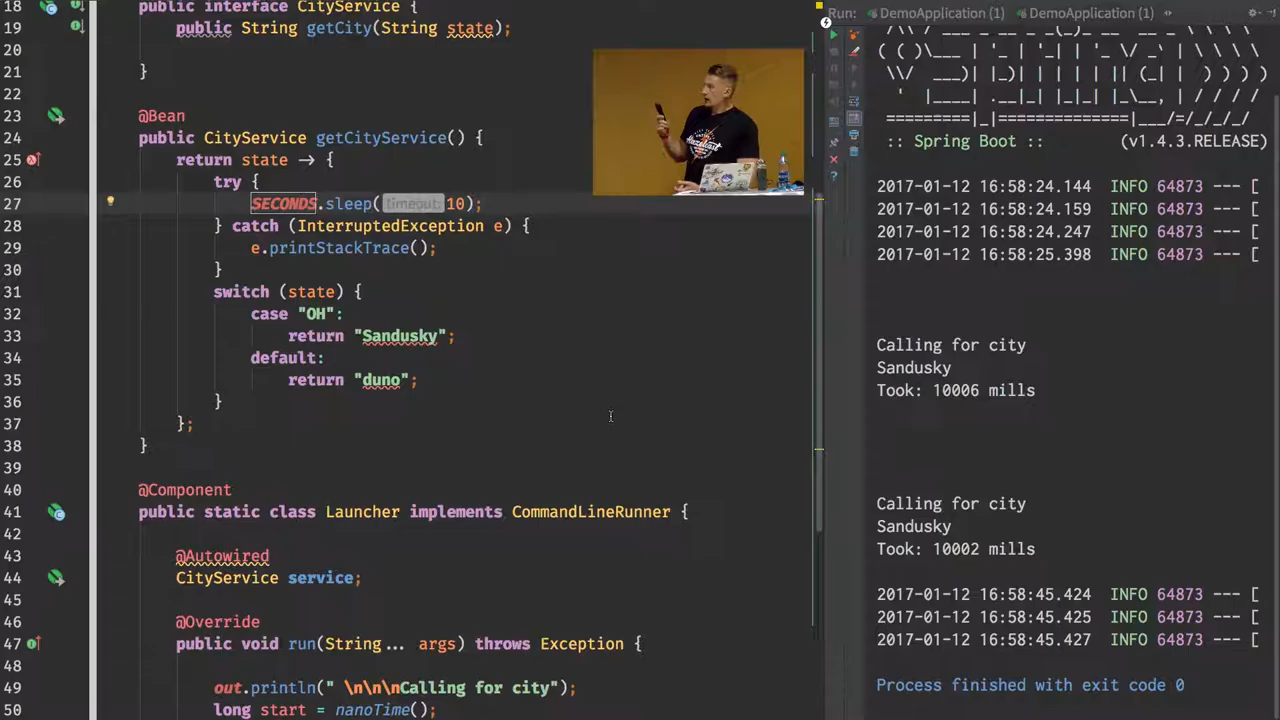 18 public interface CityService {
19 public String getCity(String state);
20
21 }
22
23 @Bean
24 public CityService getCityService() {
25 return state -> {
26 try {
27 SECONDS.sleep( timeout: 10);
28 } catch (InterruptedException e) {
29 e.printStackTrace();
30 }
31 switch (state) {
32 case "OH":
33 return "Sandusky";
34 default:
35 return "duno";
36 }
37 };
38 }
39
40 @Component
41 public static class Launcher implements CommandLineRunner {
42
43 @Autowired
44 CityService service;
45
46 @Override
47 public void run(String... args) throws Exception {
48
49 out.println(" \n\n\nCalling for city");
50 long start = nanoTime();
hazelcast
Run: DemoApplication (1) DemoApplication (1)
:: Spring Boot :: (v1.4.3.RELEASE)
2017-01-12 16:58:24.144 INFO 64873 --- [
2017-01-12 16:58:24.159 INFO 64873 --- [
2017-01-12 16:58:24.247 INFO 64873 --- [
2017-01-12 16:58:25.398 INFO 64873 --- [
Calling for city
Sandusky
Took: 10006 mills
Calling for city
Sandusky
Took: 10002 mills
2017-01-12 16:58:45.424 INFO 64873 --- [
2017-01-12 16:58:45.425 INFO 64873 --- [
2017-01-12 16:58:45.427 INFO 64873 --- [
Process finished with exit code 0